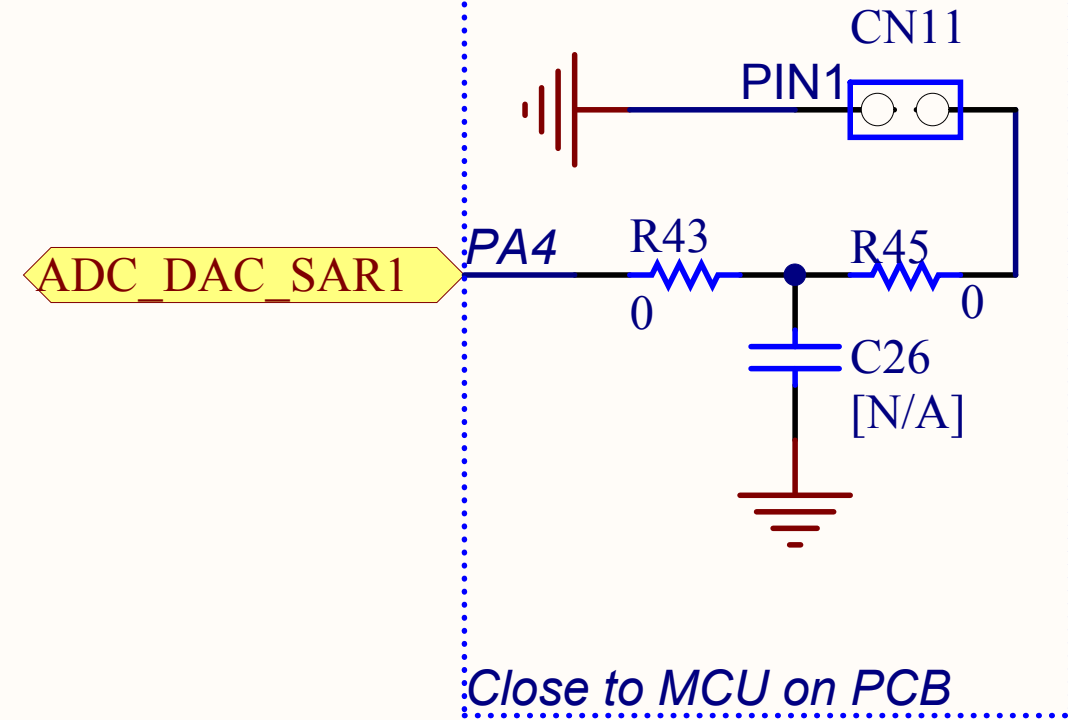 CN11
PIN1
PA4
R43
R45
ADC_DAC_SAR1
0
0
C26
[N/A]
Close to MCU on PCB